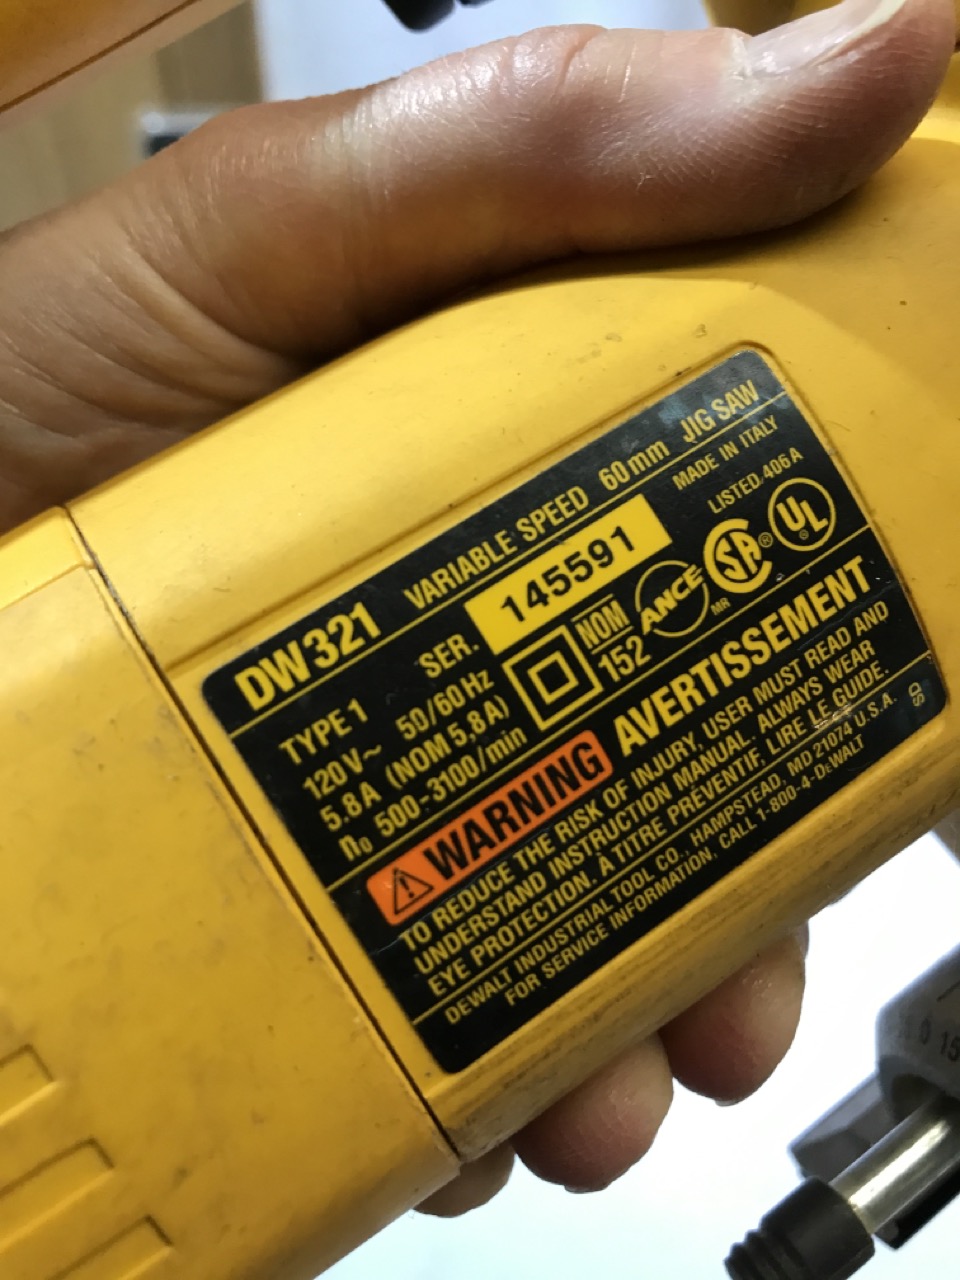 DW321 VARIABLE SPEED 60mm JIG SAW
TYPE 1 SER. 145591 MADE IN ITALY
120V~ 50/60Hz LISTED 406A
5.8A (NOM 5,8A) NOM 152 ANCE MR SA® UL®
n₀ 500-3100/min
WARNING AVERTISSEMENT
TO REDUCE THE RISK OF INJURY, USER MUST READ AND
UNDERSTAND INSTRUCTION MANUAL. ALWAYS WEAR
EYE PROTECTION. À TITRE PRÉVENTIF, LIRE LE GUIDE.
DEWALT INDUSTRIAL TOOL CO., HAMPSTEAD, MD 21074 U.S.A. SD
FOR SERVICE INFORMATION, CALL 1-800-4-DeWALT
0 15